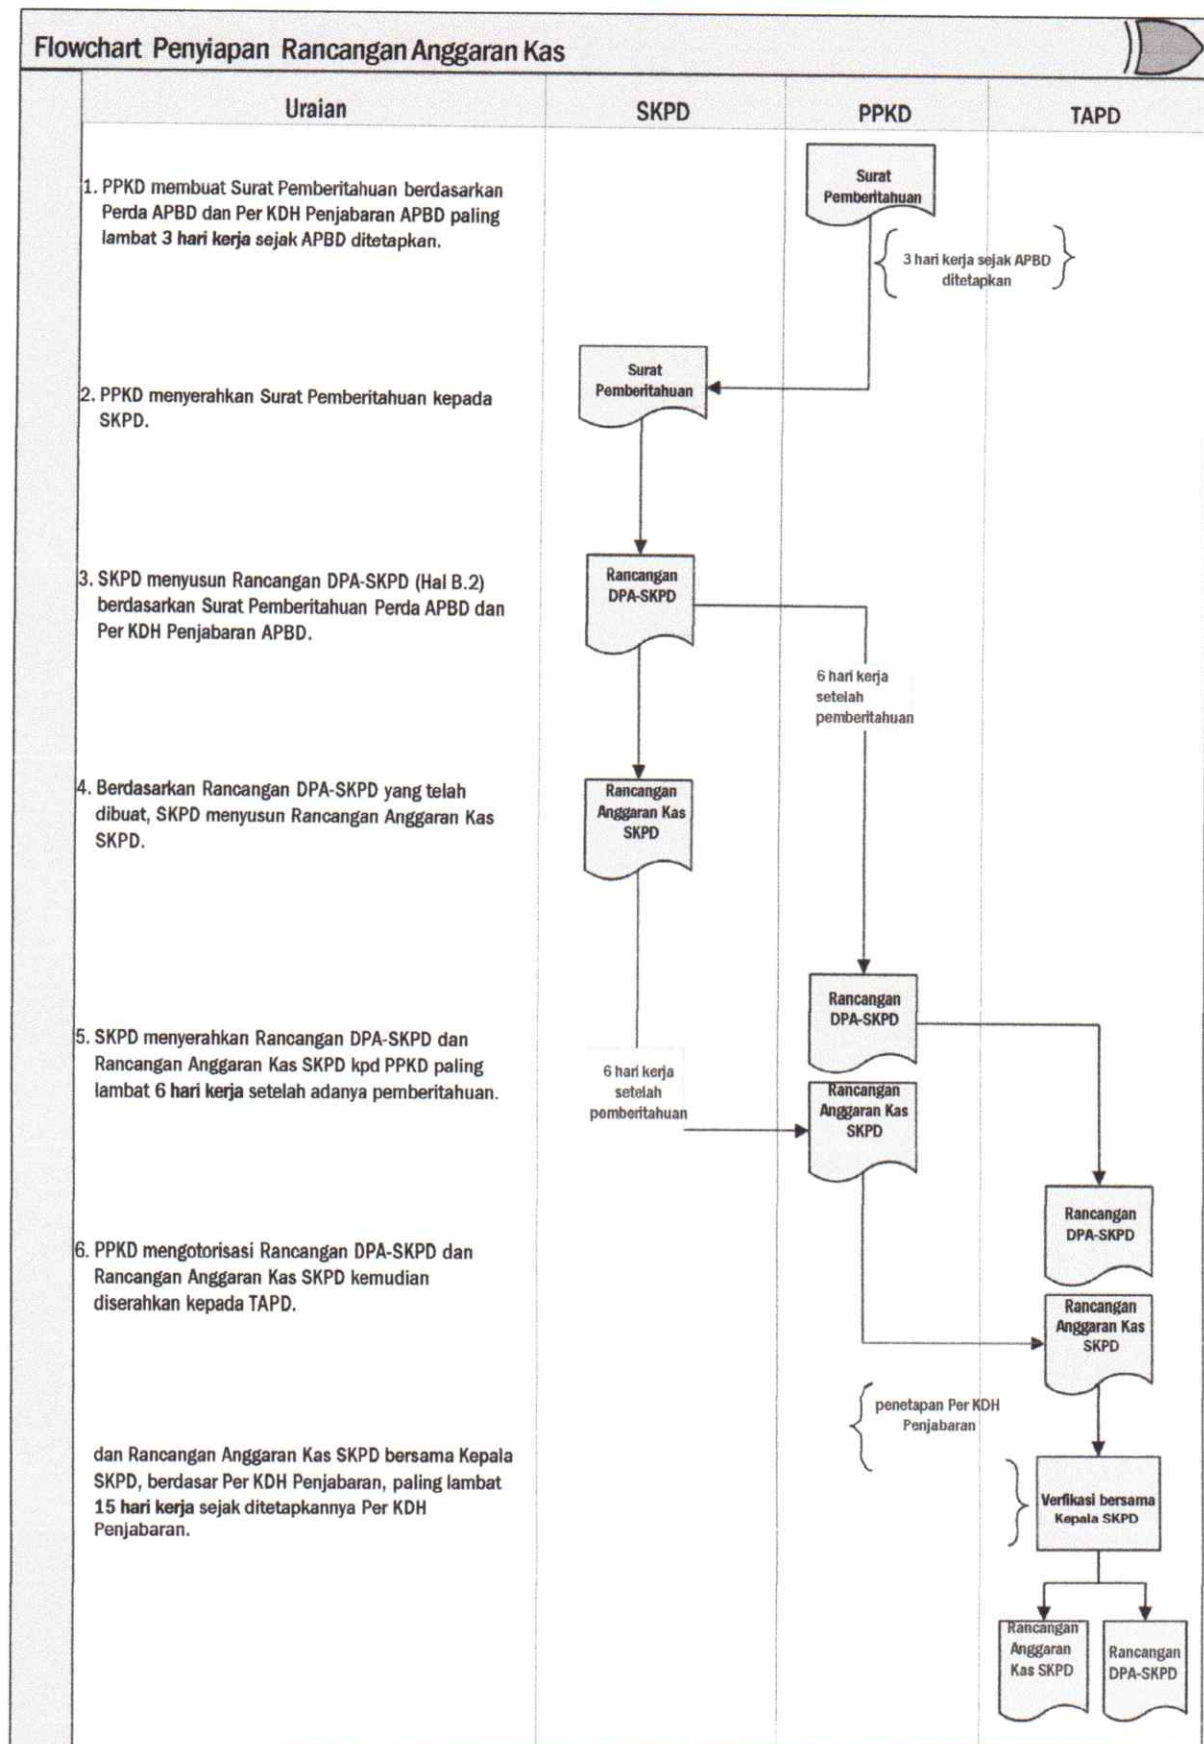 Flowchart Penyiapan Rancangan Anggaran Kas
Uraian
SKPD
PPKD
TAPD
1. PPKD membuat Surat Pemberitahuan berdasarkan
Perda APBD dan Per KDH Penjabaran APBD paling
lambat 3 hari kerja sejak APBD ditetapkan.
Surat
Pemberitahuan
3 hari kerja sejak APBD
ditetapkan
2. PPKD menyerahkan Surat Pemberitahuan kepada
SKPD.
Surat
Pemberitahuan
3. SKPD menyusun Rancangan DPA-SKPD (Hal B.2)
berdasarkan Surat Pemberitahuan Perda APBD dan
Per KDH Penjabaran APBD.
Rancangan
DPA-SKPD
6 hari kerja
setelah
pemberitahuan
4. Berdasarkan Rancangan DPA-SKPD yang telah
dibuat, SKPD menyusun Rancangan Anggaran Kas
SKPD.
Rancangan
Anggaran Kas
SKPD
5. SKPD menyerahkan Rancangan DPA-SKPD dan
Rancangan Anggaran Kas SKPD kpd PPKD paling
lambat 6 hari kerja setelah adanya pemberitahuan.
6 hari kerja
setelah
pemberitahuan
Rancangan
DPA-SKPD
Rancangan
Anggaran Kas
SKPD
6. PPKD mengotorisasi Rancangan DPA-SKPD dan
Rancangan Anggaran Kas SKPD kemudian
diserahkan kepada TAPD.
Rancangan
DPA-SKPD
Rancangan
Anggaran Kas
SKPD
penetapan Per KDH
Penjabaran
dan Rancangan Anggaran Kas SKPD bersama Kepala
SKPD, berdasar Per KDH Penjabaran, paling lambat
15 hari kerja sejak ditetapkannya Per KDH
Penjabaran.
Verfikasi bersama
Kepala SKPD
Rancangan
Anggaran
Kas SKPD
Rancangan
DPA-SKPD